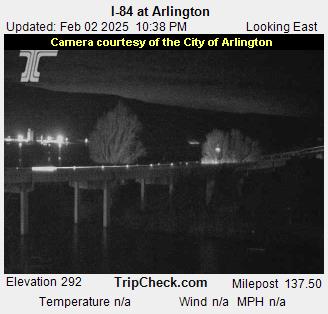 I-84 at Arlington
Updated: Feb 02 2025 10:38 PM Looking East
Camera courtesy of the City of Arlington
Elevation 292 TripCheck.com Milepost 137.50
Temperature n/a Wind n/a MPH n/a